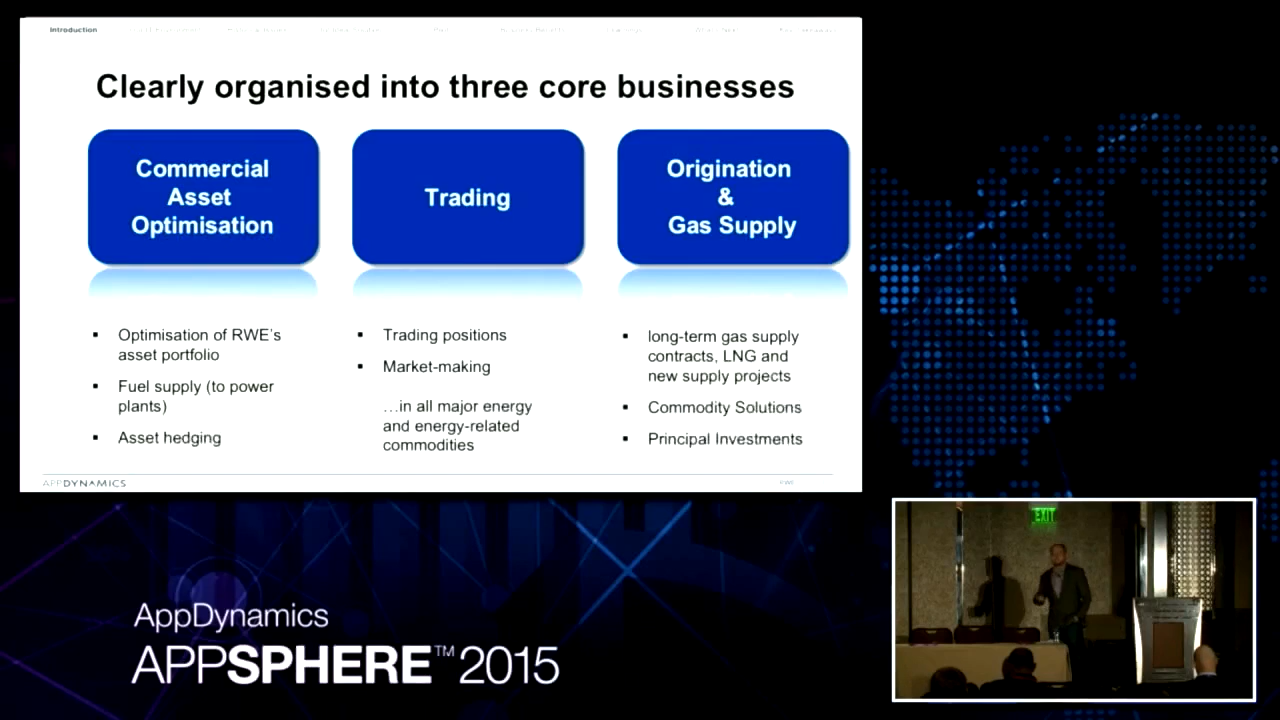 Introduction
Clearly organised into three core businesses
Commercial
Asset
Optimisation
Trading
Origination
&
Gas Supply
▪ Optimisation of RWE's
asset portfolio
▪ Fuel supply (to power
plants)
▪ Asset hedging
▪ Trading positions
▪ Market-making
…in all major energy
and energy-related
commodities
▪ long-term gas supply
contracts, LNG and
new supply projects
▪ Commodity Solutions
▪ Principal Investments
APPDYNAMICS
EXIT
AppDynamics
APPSPHERE™ 2015